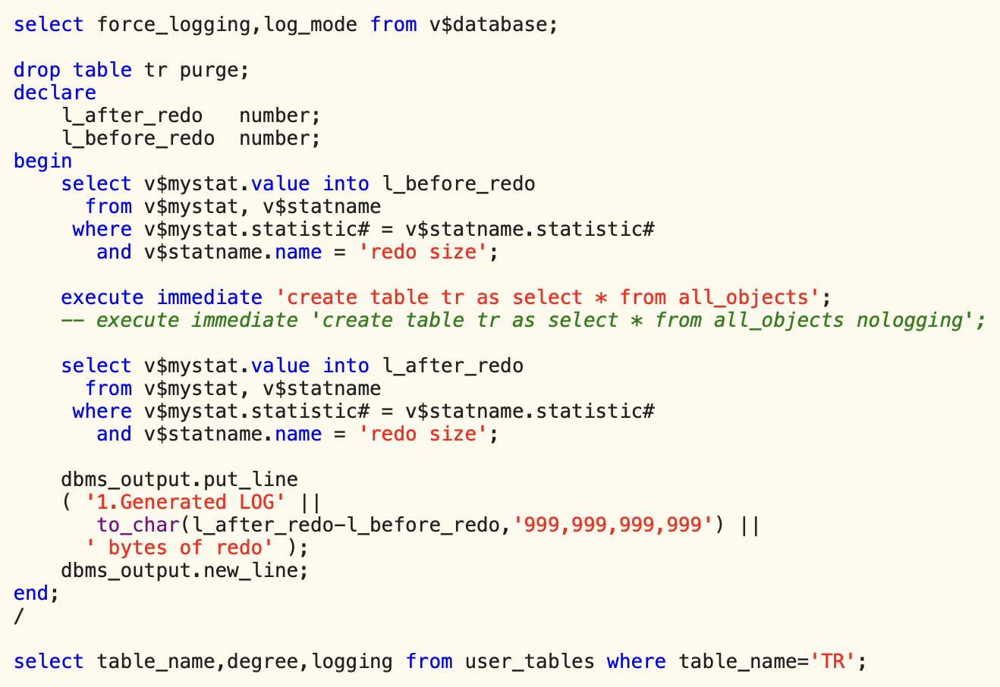 select force_logging,log_mode from v$database;

drop table tr purge;
declare
    l_after_redo   number;
    l_before_redo  number;
begin
    select v$mystat.value into l_before_redo
      from v$mystat, v$statname
     where v$mystat.statistic# = v$statname.statistic#
       and v$statname.name = 'redo size';

    execute immediate 'create table tr as select * from all_objects';
    -- execute immediate 'create table tr as select * from all_objects nologging';

    select v$mystat.value into l_after_redo
      from v$mystat, v$statname
     where v$mystat.statistic# = v$statname.statistic#
       and v$statname.name = 'redo size';

    dbms_output.put_line
    ( '1.Generated LOG' ||
       to_char(l_after_redo-l_before_redo,'999,999,999,999') ||
      ' bytes of redo' );
    dbms_output.new_line;
end;
/

select table_name,degree,logging from user_tables where table_name='TR';